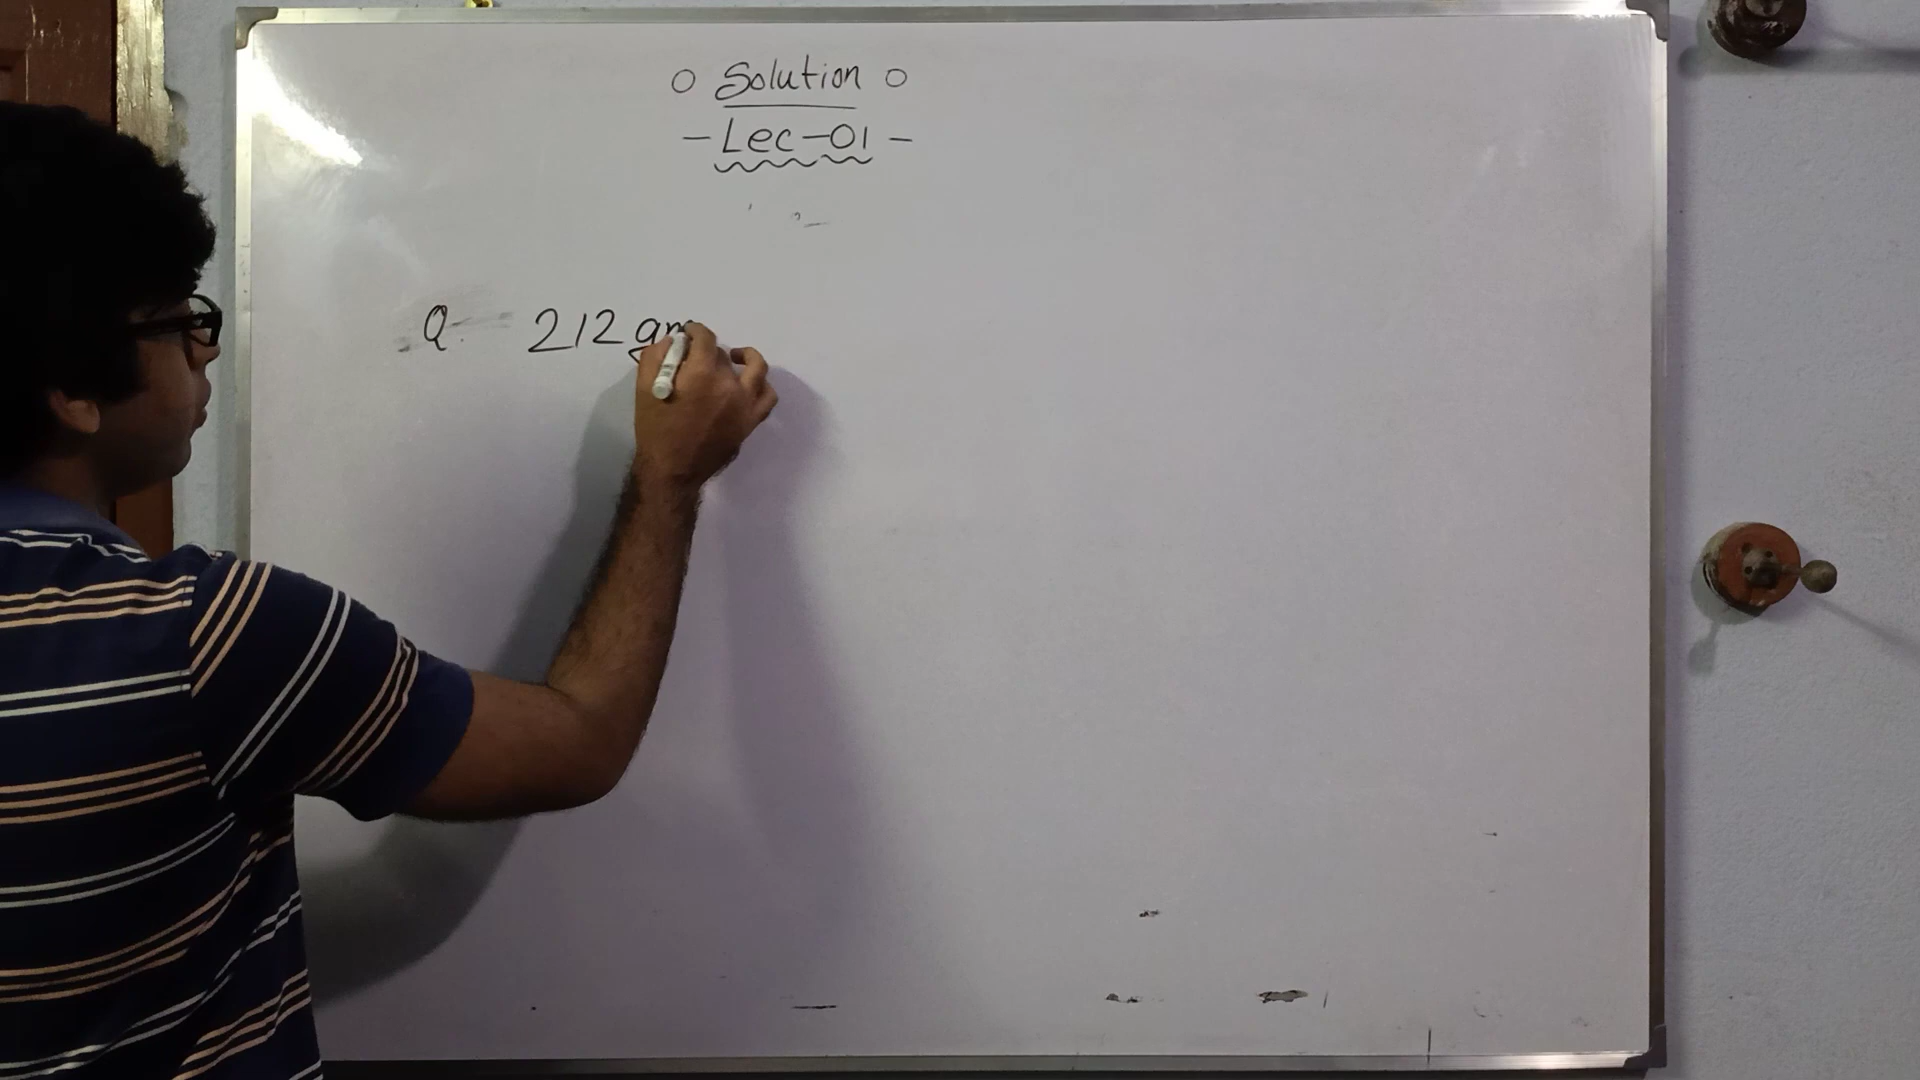 o Solution o
- Lec-01 -
Q. 212 gm